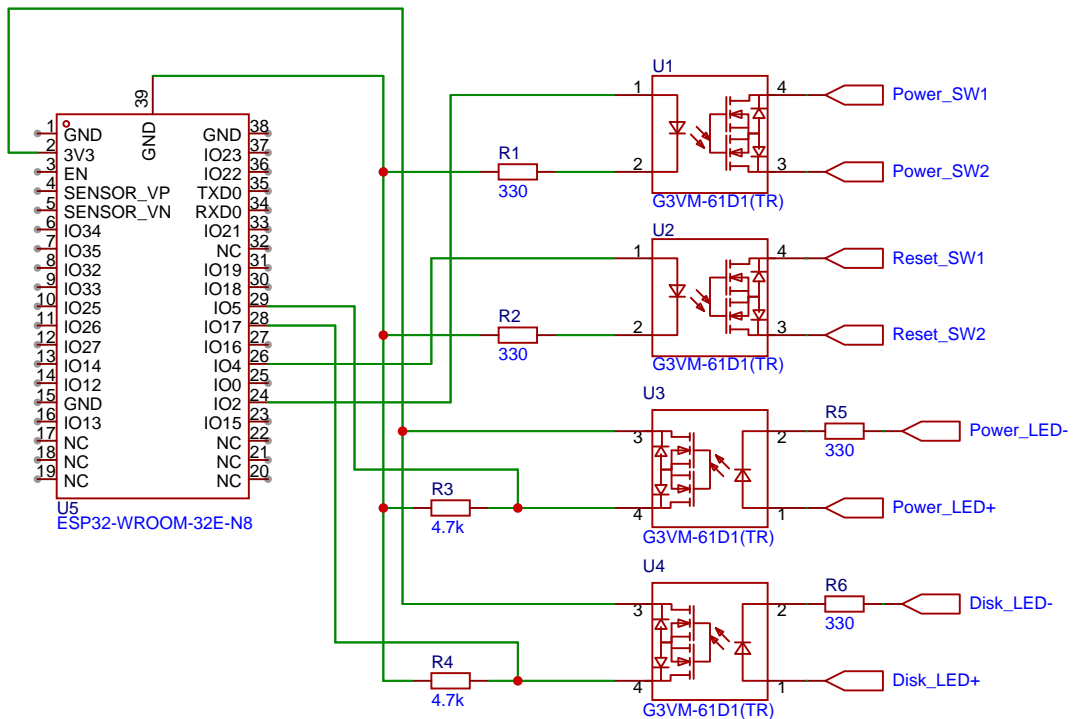 39
GND
1 GND
2 3V3
3 EN
4 SENSOR_VP
5 SENSOR_VN
6 IO34
7 IO35
8 IO32
9 IO33
10 IO25
11 IO26
12 IO27
13 IO14
14 IO12
15 GND
16 IO13
17 NC
18 NC
19 NC
GND 38
IO23 37
IO22 36
TXD0 35
RXD0 34
IO21 33
NC 32
IO19 31
IO18 30
IO5 29
IO17 28
IO16 27
IO4 26
IO0 25
IO2 24
IO15 23
NC 22
NC 21
NC 20
U5
ESP32-WROOM-32E-N8
U1
1
2
4
3
G3VM-61D1(TR)
R1
330
Power_SW1
Power_SW2
U2
1
2
4
3
G3VM-61D1(TR)
R2
330
Reset_SW1
Reset_SW2
U3
3
4
2
1
G3VM-61D1(TR)
R3
4.7k
R5
330
Power_LED-
Power_LED+
U4
3
4
2
1
G3VM-61D1(TR)
R4
4.7k
R6
330
Disk_LED-
Disk_LED+